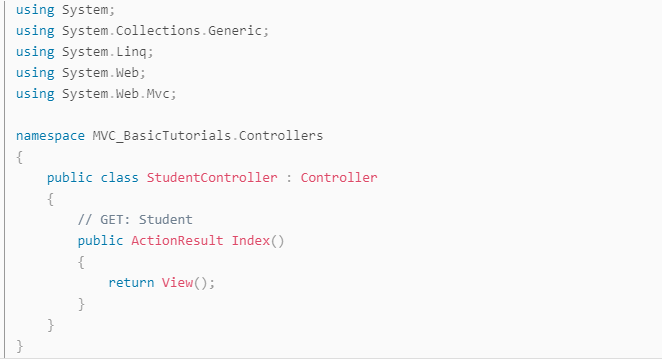 using System;
using System.Collections.Generic;
using System.Linq;
using System.Web;
using System.Web.Mvc;

namespace MVC_BasicTutorials.Controllers
{
    public class StudentController : Controller
    {
        // GET: Student
        public ActionResult Index()
        {
            return View();
        }
    }
}